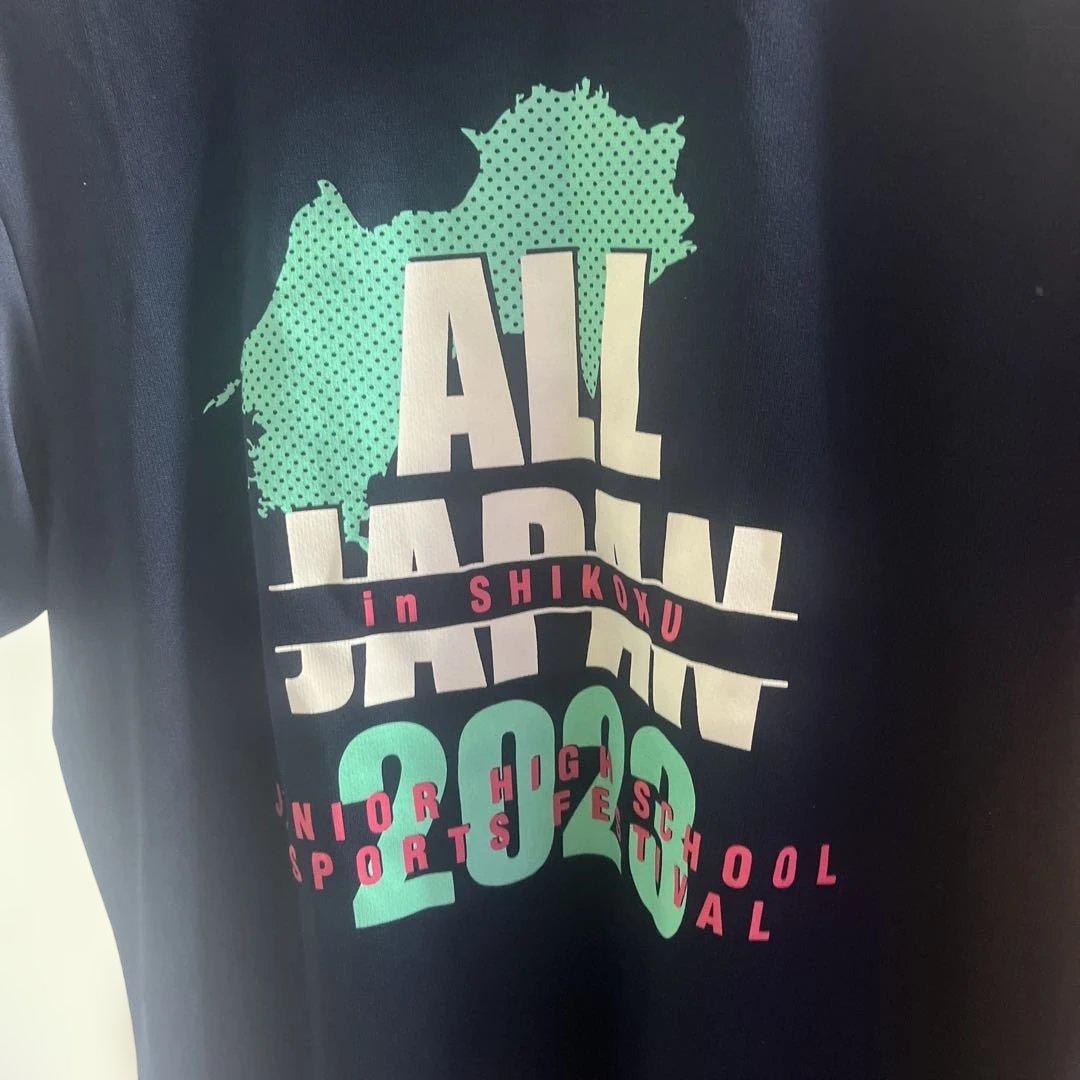 ALL
JAPAN
in SHIKOKU
2023
JUNIOR HIGH SCHOOL
SPORTS FESTIVAL